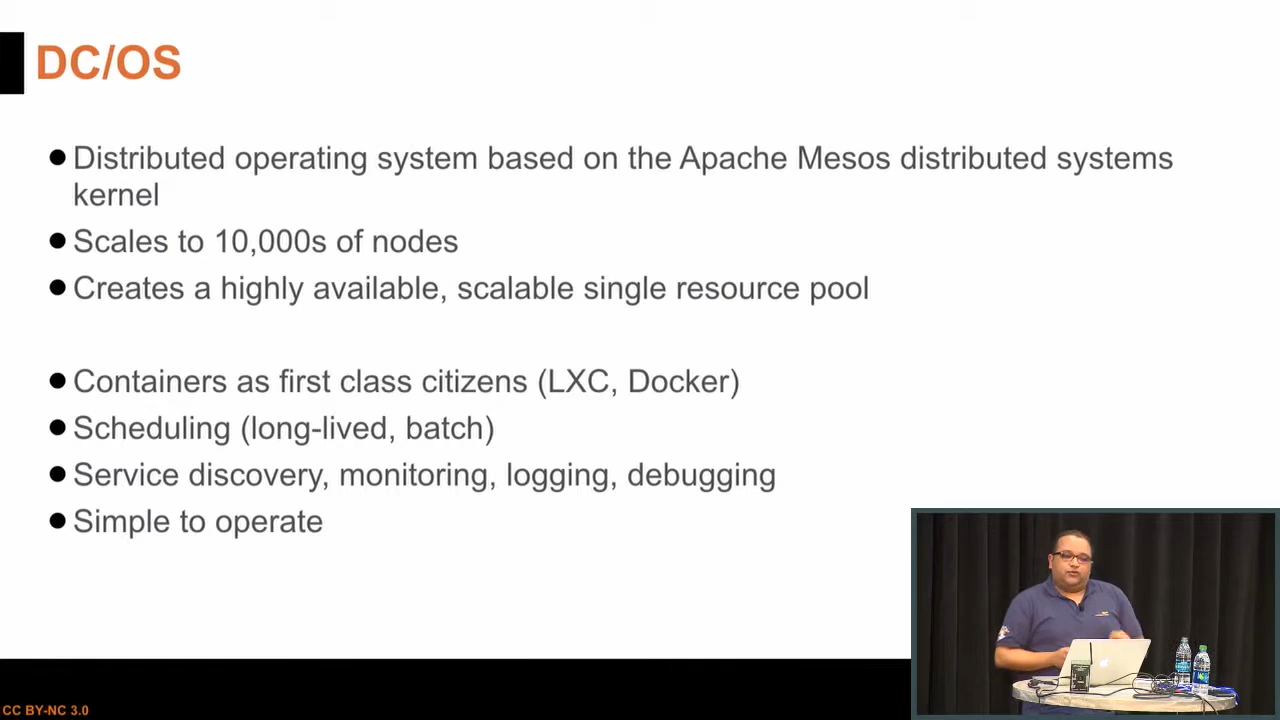 DC/OS
● Distributed operating system based on the Apache Mesos distributed systems
kernel
● Scales to 10,000s of nodes
● Creates a highly available, scalable single resource pool
● Containers as first class citizens (LXC, Docker)
● Scheduling (long-lived, batch)
● Service discovery, monitoring, logging, debugging
● Simple to operate
CC BY-NC 3.0